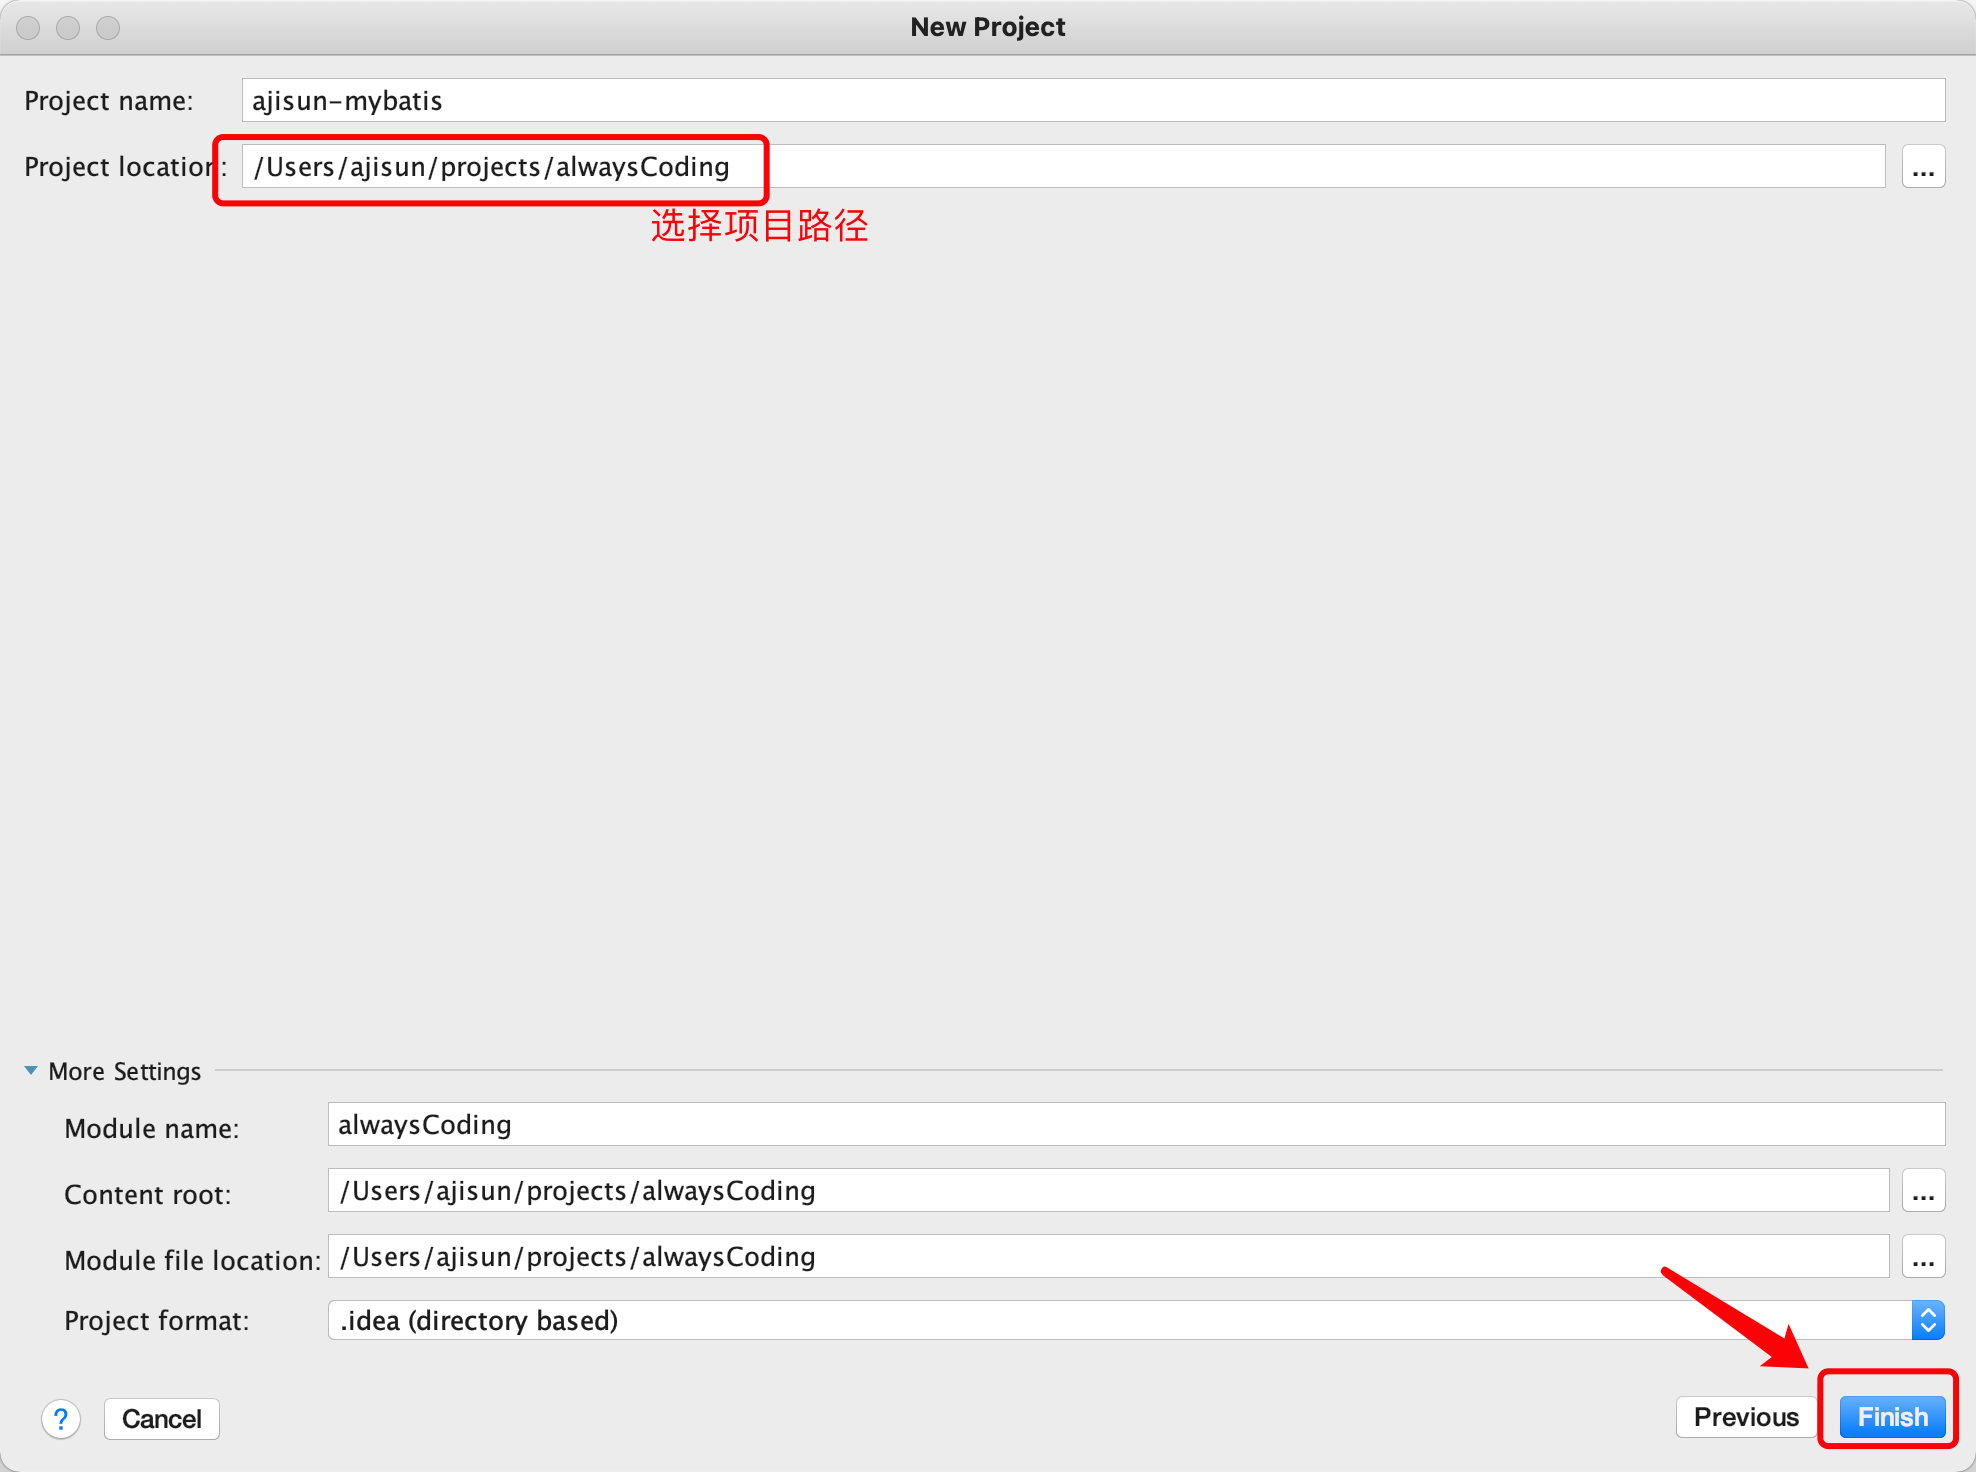 New Project
Project name: ajisun-mybatis
Project location: /Users/ajisun/projects/alwaysCoding ...
选择项目路径
More Settings
Module name: alwaysCoding
Content root: /Users/ajisun/projects/alwaysCoding ...
Module file location: /Users/ajisun/projects/alwaysCoding ...
Project format: .idea (directory based)
? Cancel Previous Finish